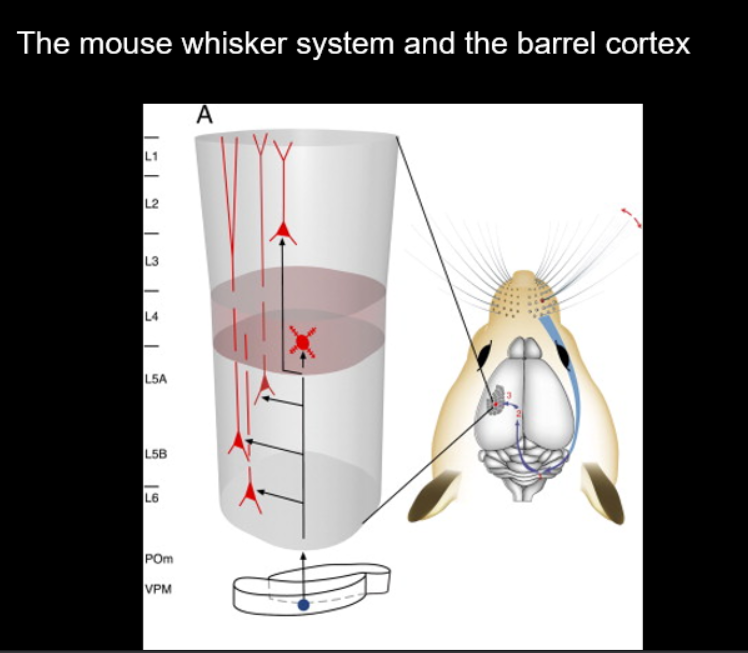 The mouse whisker system and the barrel cortex
A
L1
L2
L3
L4
L5A
L5B
L6
POm
VPM
3
2
1